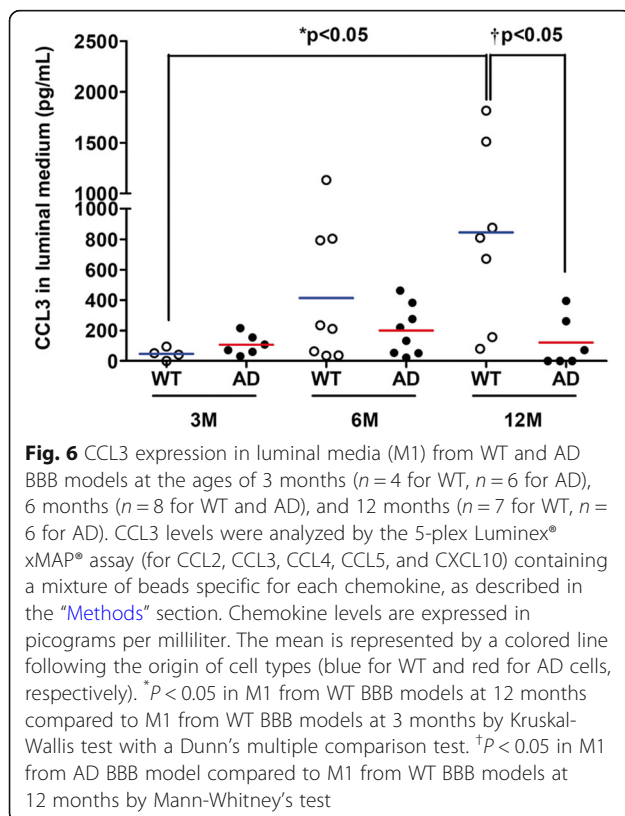 *p<0.05 †p<0.05
CCL3 in luminal medium (pg/mL)
2500
2000
1500
1000
1000
800
600
400
200
0
WT AD WT AD WT AD
3M 6M 12M
Fig. 6 CCL3 expression in luminal media (M1) from WT and AD
BBB models at the ages of 3 months (n = 4 for WT, n = 6 for AD),
6 months (n = 8 for WT and AD), and 12 months (n = 7 for WT, n =
6 for AD). CCL3 levels were analyzed by the 5-plex Luminex®
xMAP® assay (for CCL2, CCL3, CCL4, CCL5, and CXCL10) containing
a mixture of beads specific for each chemokine, as described in
the “Methods” section. Chemokine levels are expressed in
picograms per milliliter. The mean is represented by a colored line
following the origin of cell types (blue for WT and red for AD cells,
respectively). *P < 0.05 in M1 from WT BBB models at 12 months
compared to M1 from WT BBB models at 3 months by Kruskal-
Wallis test with a Dunn’s multiple comparison test. †P < 0.05 in M1
from AD BBB model compared to M1 from WT BBB models at
12 months by Mann-Whitney’s test